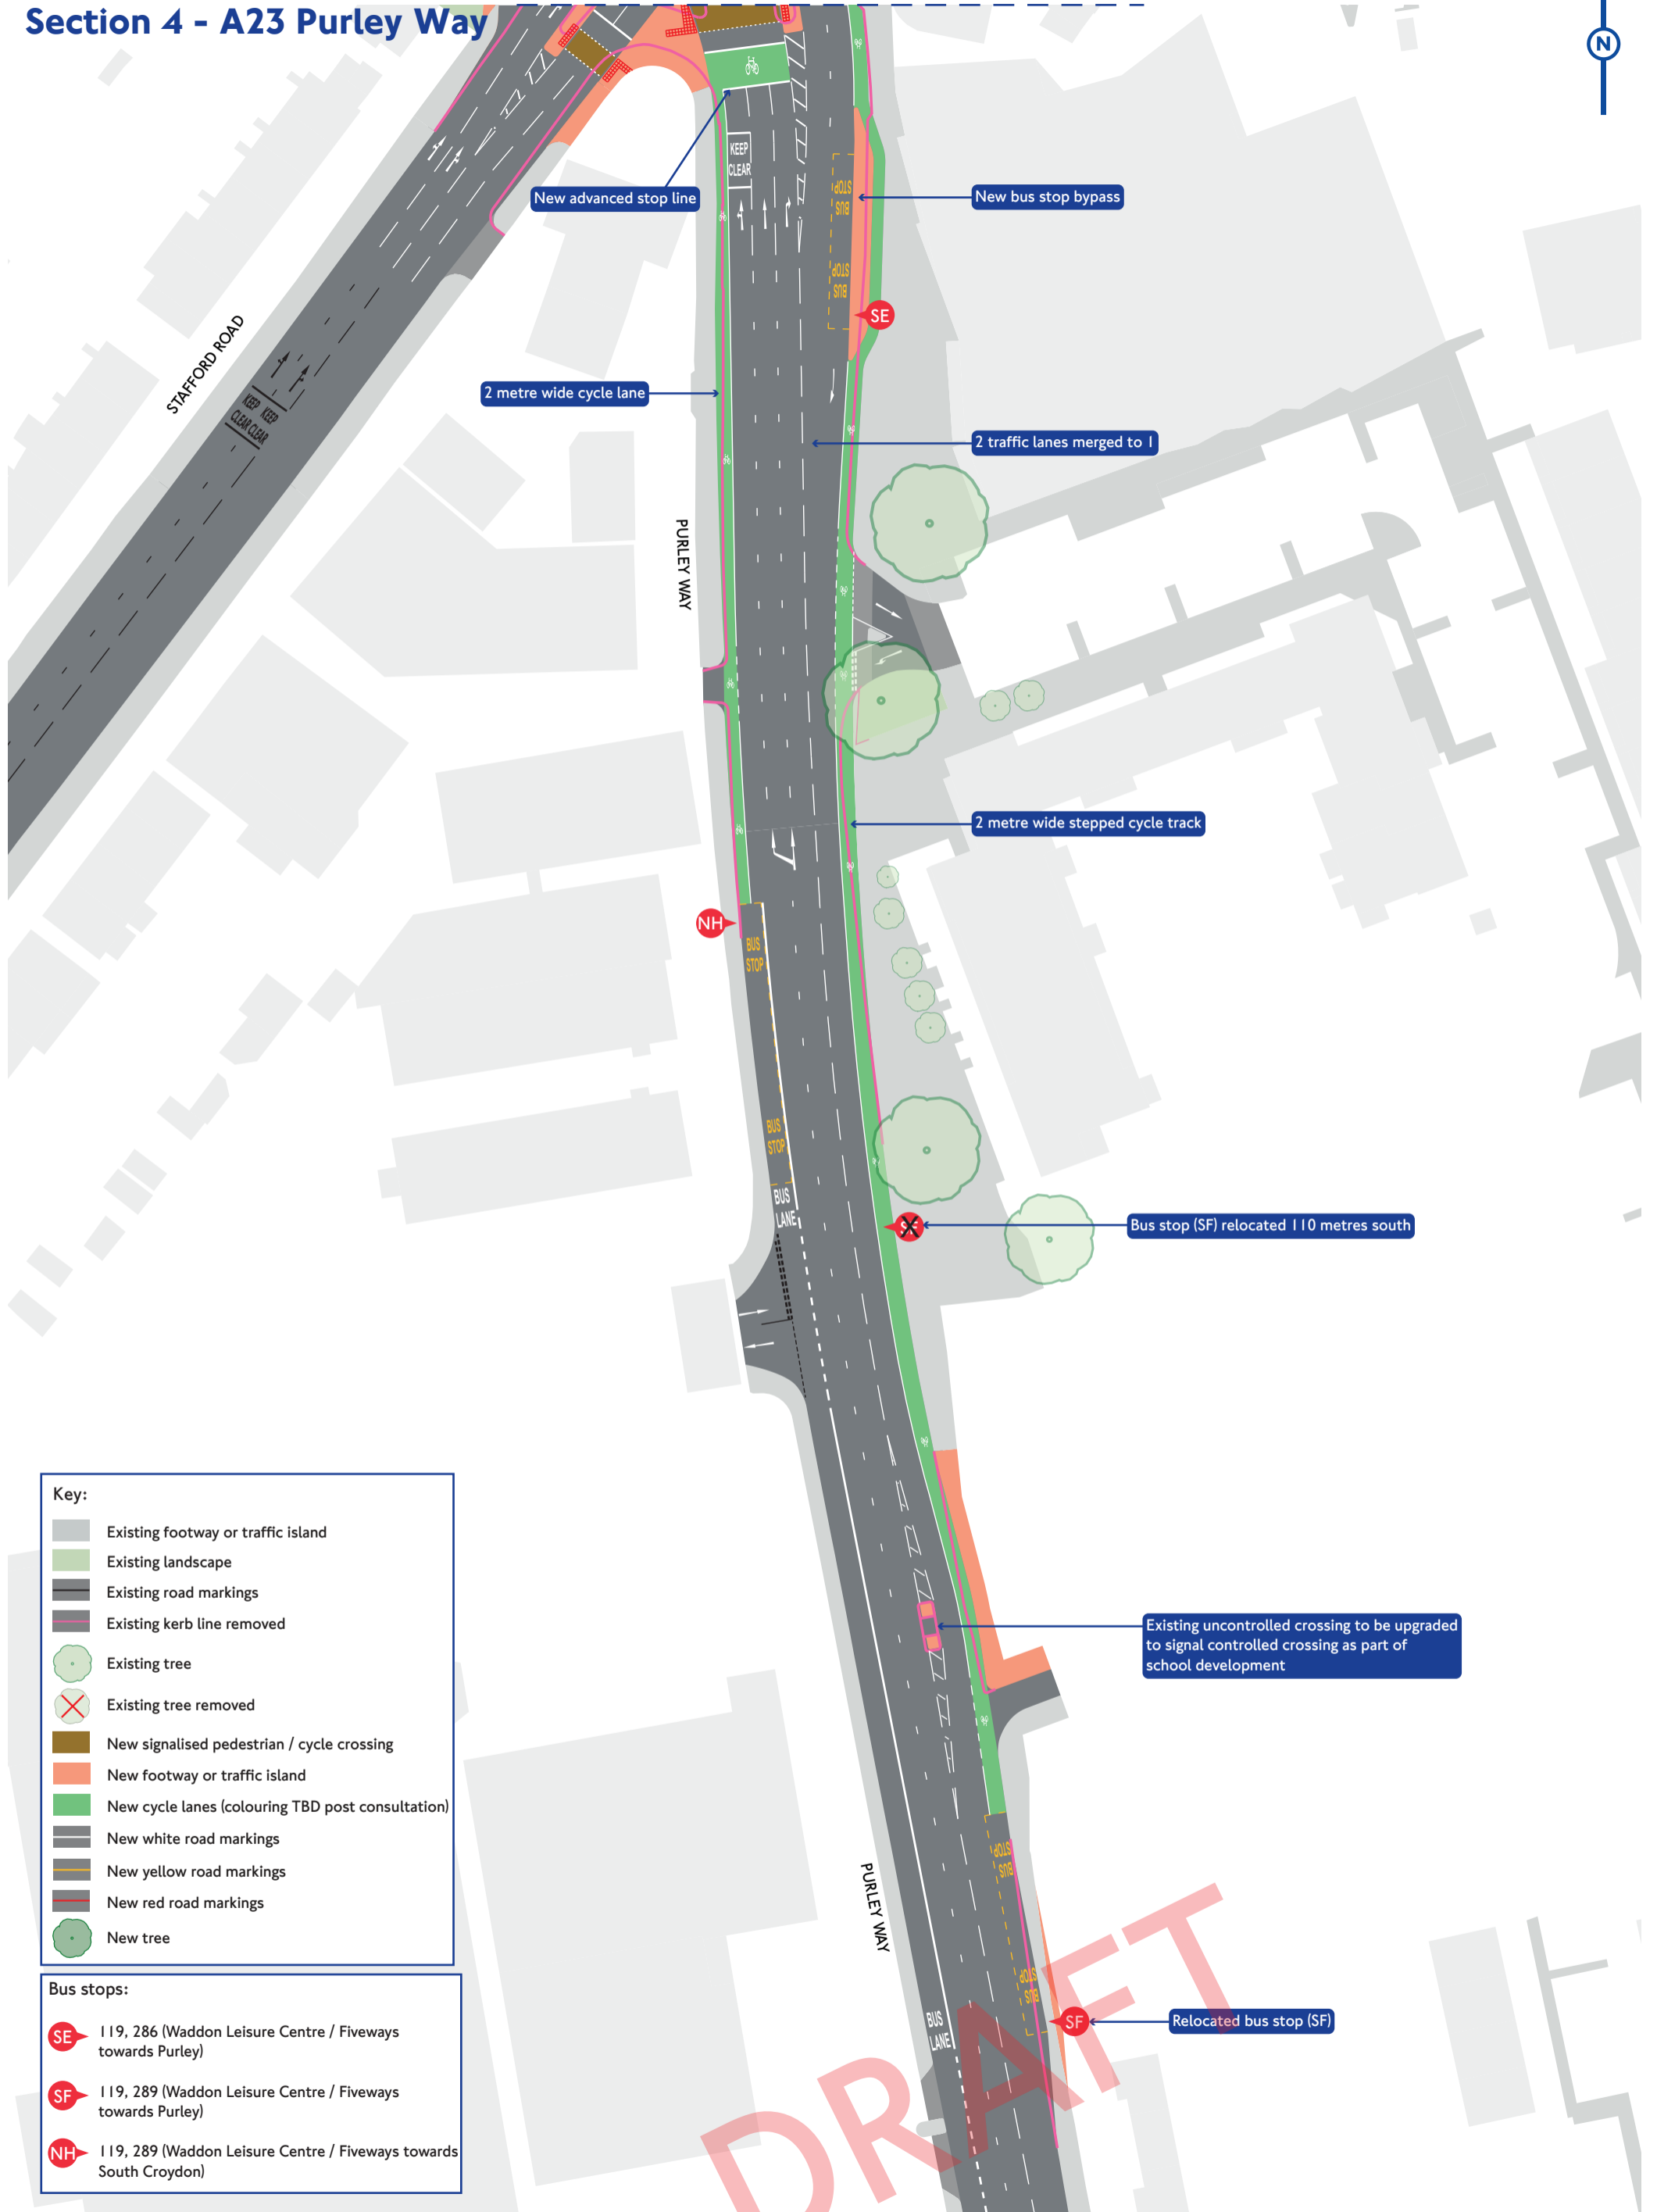 Section 4 - A23 Purley Way
N
KEEP
CLEAR
New advanced stop line
STOP
BUS
New bus stop bypass
STOP
BUS
SE
STAFFORD ROAD
KEEP KEEP
CLEAR CLEAR
2 metre wide cycle lane
2 traffic lanes merged to 1
PURLEY WAY
2 metre wide stepped cycle track
NH
BUS
STOP
BUS
STOP
BUS
LANE
Bus stop (SF) relocated 110 metres south
Existing uncontrolled crossing to be upgraded
to signal controlled crossing as part of
school development
STOP
BUS
PURLEY WAY
STOP
BUS
BUS
LANE
SF
Relocated bus stop (SF)
DRAFT
Key:
Existing footway or traffic island
Existing landscape
Existing road markings
Existing kerb line removed
Existing tree
Existing tree removed
New signalised pedestrian / cycle crossing
New footway or traffic island
New cycle lanes (colouring TBD post consultation)
New white road markings
New yellow road markings
New red road markings
New tree
Bus stops:
SE 119, 286 (Waddon Leisure Centre / Fiveways
towards Purley)
SF 119, 289 (Waddon Leisure Centre / Fiveways
towards Purley)
NH 119, 289 (Waddon Leisure Centre / Fiveways towards
South Croydon)